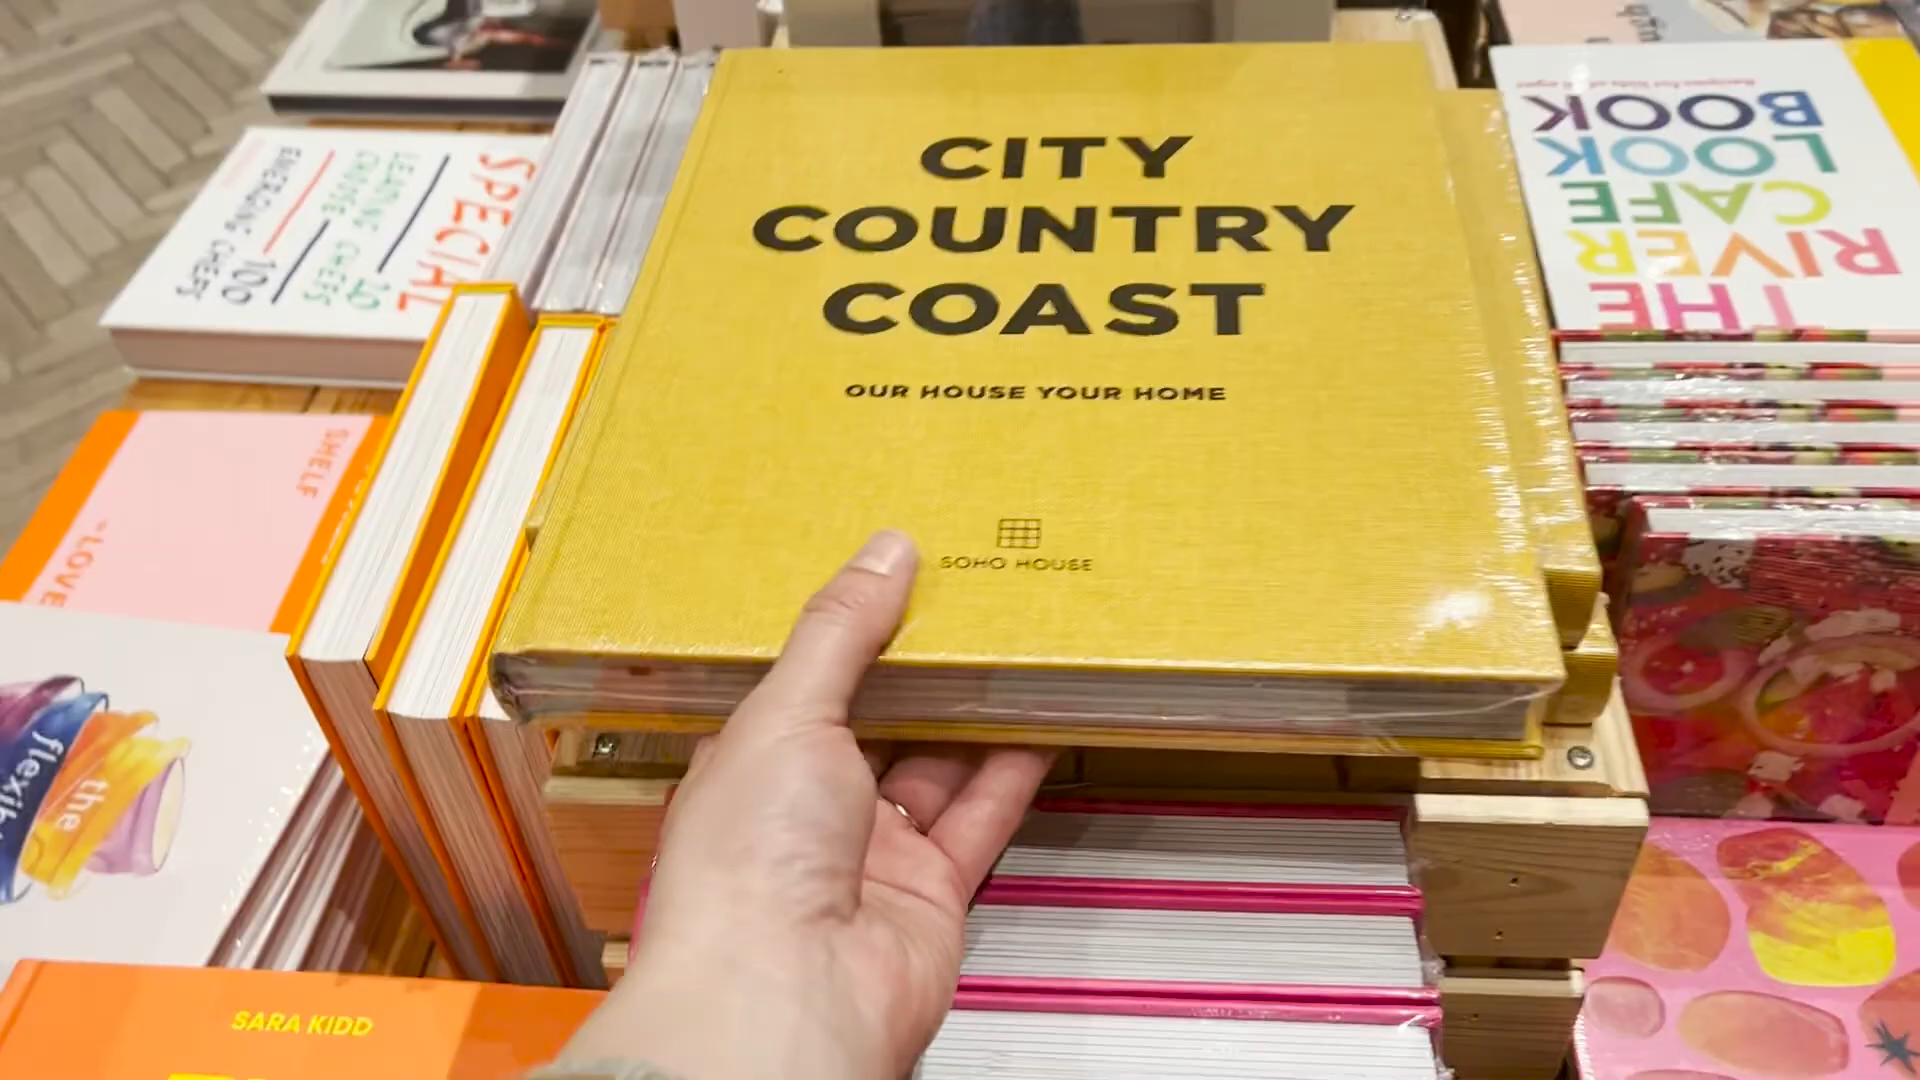 CITY
COUNTRY
COAST
OUR HOUSE YOUR HOME
SOHO HOUSE
SPECIAL
LEADING CHEFS
CHOOSE 10
100
EMERGING CHEFS
SHELF
LOVE
the
SARA KIDD
THE
RIVER
CAFE
LOOK
BOOK